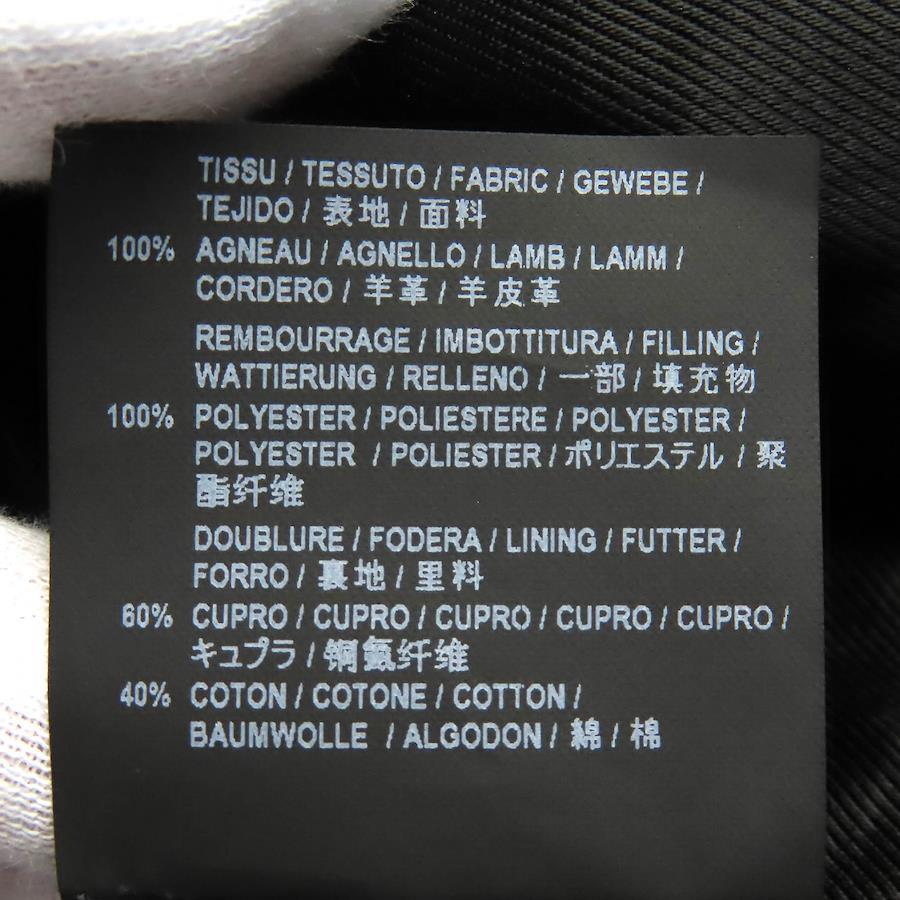 TISSU / TESSUTO / FABRIC / GEWEBE /
TEJIDO / 表地 / 面料
100% AGNEAU / AGNELLO / LAMB / LAMM /
CORDERO / 羊革 / 羊皮革
REMBOURRAGE / IMBOTTITURA / FILLING /
WATTIERUNG / RELLENO / 一部 / 填充物
100% POLYESTER / POLIESTERE / POLYESTER /
POLYESTER / POLIESTER / ポリエステル / 聚
酯纤维
DOUBLURE / FODERA / LINING / FUTTER /
FORRO / 裏地 / 里料
60% CUPRO / CUPRO / CUPRO / CUPRO / CUPRO /
キュプラ / 铜氨纤维
40% COTON / COTONE / COTTON /
BAUMWOLLE / ALGODON / 綿 / 棉